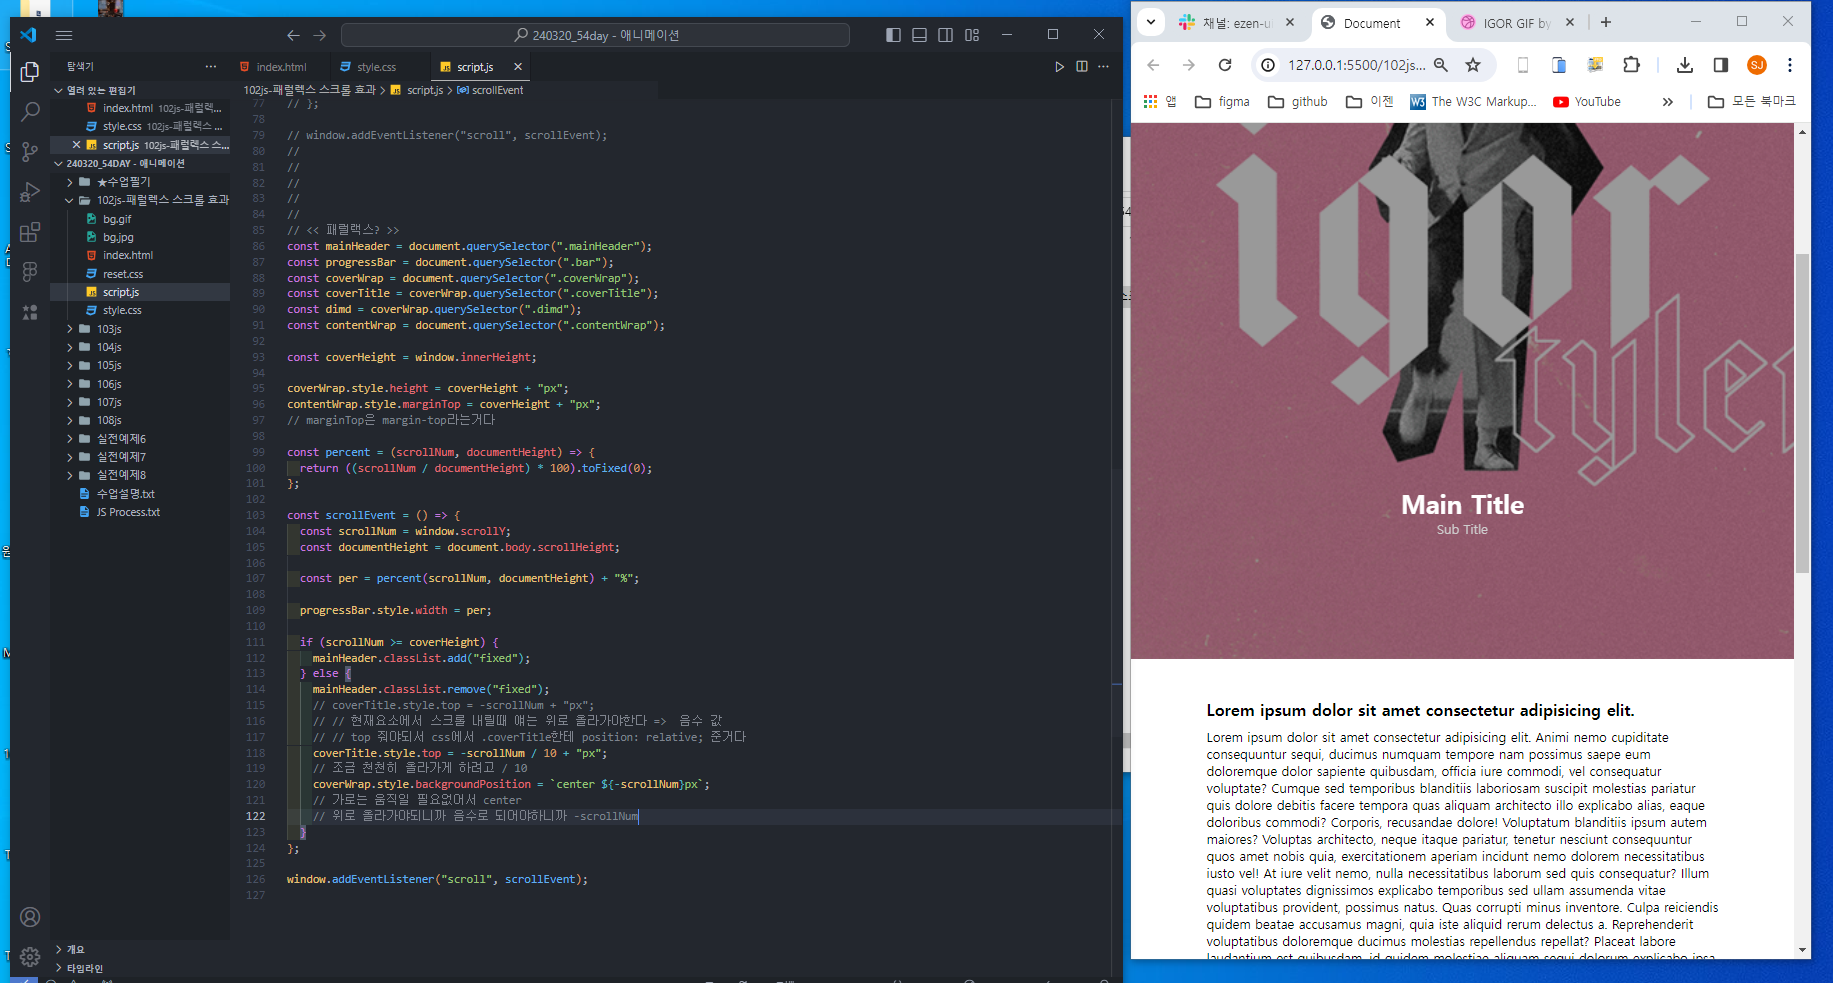 240320_54day - 애니메이션
탐색기
index.html
style.css
script.js
열려 있는 편집기
index.html 102js-패럴렉...
style.css 102js-패럴렉스 ...
script.js 102js-패럴렉스 스...
240320_54DAY - 애니메이션
★수업필기
102js-패럴렉스 스크롤 효과
bg.gif
bg.jpg
index.html
reset.css
script.js
style.css
103js
104js
105js
106js
107js
108js
실전예제6
실전예제7
실전예제8
수업설명.txt
JS Process.txt
개요
타임라인
102js-패럴렉스 스크롤 효과 > script.js > scrollEvent
77 // };
78
79 // window.addEventListener("scroll", scrollEvent);
80 //
81 //
82 //
83 //
84 //
85 // << 패럴랙스? >>
86 const mainHeader = document.querySelector(".mainHeader");
87 const progressBar = document.querySelector(".bar");
88 const coverWrap = document.querySelector(".coverWrap");
89 const coverTitle = coverWrap.querySelector(".coverTitle");
90 const dimd = coverWrap.querySelector(".dimd");
91 const contentWrap = document.querySelector(".contentWrap");
92
93 const coverHeight = window.innerHeight;
94
95 coverWrap.style.height = coverHeight + "px";
96 contentWrap.style.marginTop = coverHeight + "px";
97 // marginTop은 margin-top라는거다
98
99 const percent = (scrollNum, documentHeight) => {
100 return ((scrollNum / documentHeight) * 100).toFixed(0);
101 };
102
103 const scrollEvent = () => {
104 const scrollNum = window.scrollY;
105 const documentHeight = document.body.scrollHeight;
106
107 const per = percent(scrollNum, documentHeight) + "%";
108
109 progressBar.style.width = per;
110
111 if (scrollNum >= coverHeight) {
112 mainHeader.classList.add("fixed");
113 } else {
114 mainHeader.classList.remove("fixed");
115 // coverTitle.style.top = -scrollNum + "px";
116 // // 현재요소에서 스크롤 내릴때 얘는 위로 올라가야한다 => 음수 값
117 // // top 줘야되서 css에서 .coverTitle한테 position: relative; 준거다
118 coverTitle.style.top = -scrollNum / 10 + "px";
119 // 조금 천천히 올라가게 하려고 / 10
120 coverWrap.style.backgroundPosition = `center ${-scrollNum}px`;
121 // 가로는 움직일 필요없어서 center
122 // 위로 올라가야되니까 음수로 되어야하니까 -scrollNum
123 }
124 };
125
126 window.addEventListener("scroll", scrollEvent);
127
채널: ezen-u
Document
IGOR GIF by
127.0.0.1:5500/102js...
SJ
앱
figma
github
이젠
The W3C Markup...
YouTube
모든 북마크
igor
tyler
Main Title
Sub Title
Lorem ipsum dolor sit amet consectetur adipisicing elit.
Lorem ipsum dolor sit amet consectetur adipisicing elit. Animi nemo cupiditate
consequuntur sequi, ducimus numquam tempore nam possimus saepe eum
doloremque dolor sapiente quibusdam, officia iure commodi, vel consequatur
voluptate? Cumque sed temporibus blanditiis laboriosam suscipit molestias pariatur
quis dolore debitis facere tempora quas aliquam architecto illo explicabo alias, eaque
doloribus commodi? Corporis, recusandae dolore! Voluptatum blanditiis ipsum autem
maiores? Voluptas architecto, neque itaque pariatur, tenetur nesciunt consequuntur
quos amet nobis quia, exercitationem aperiam incidunt nemo dolorem necessitatibus
iusto vel! At iure velit nemo, nulla necessitatibus laborum sed quis consequatur? Illum
quasi voluptates dignissimos explicabo temporibus sed ullam assumenda vitae
voluptatibus provident, possimus natus. Quas corrupti minus inventore. Culpa reiciendis
quidem beatae accusamus magni, quia iste aliquid rerum delectus a. Reprehenderit
voluptatibus doloremque ducimus molestias repellendus repellat? Placeat labore
laudantium est quibusdam, id quidem molestiae aliquam sequi dolorum explicabo ipsa